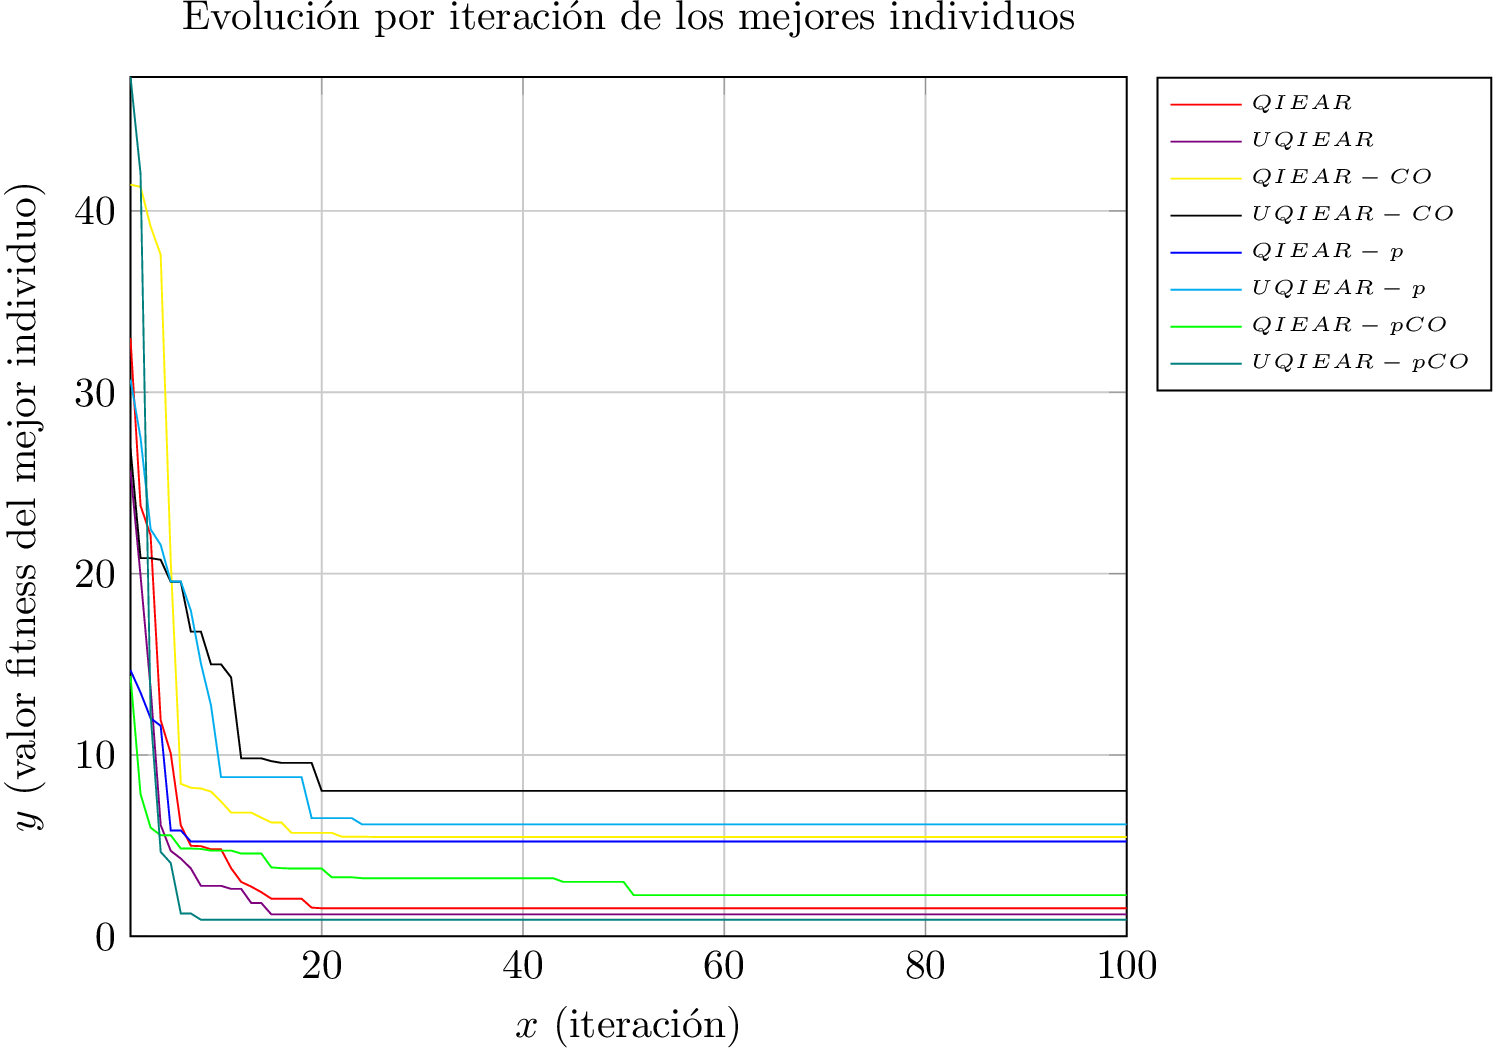 Evolución por iteración de los mejores individuos
y (valor fitness del mejor individuo)
40
30
20
10
0
20 40 60 80 100
x (iteración)
QIEAR
UQIEAR
QIEAR − CO
UQIEAR − CO
QIEAR − p
UQIEAR − p
QIEAR − pCO
UQIEAR − pCO